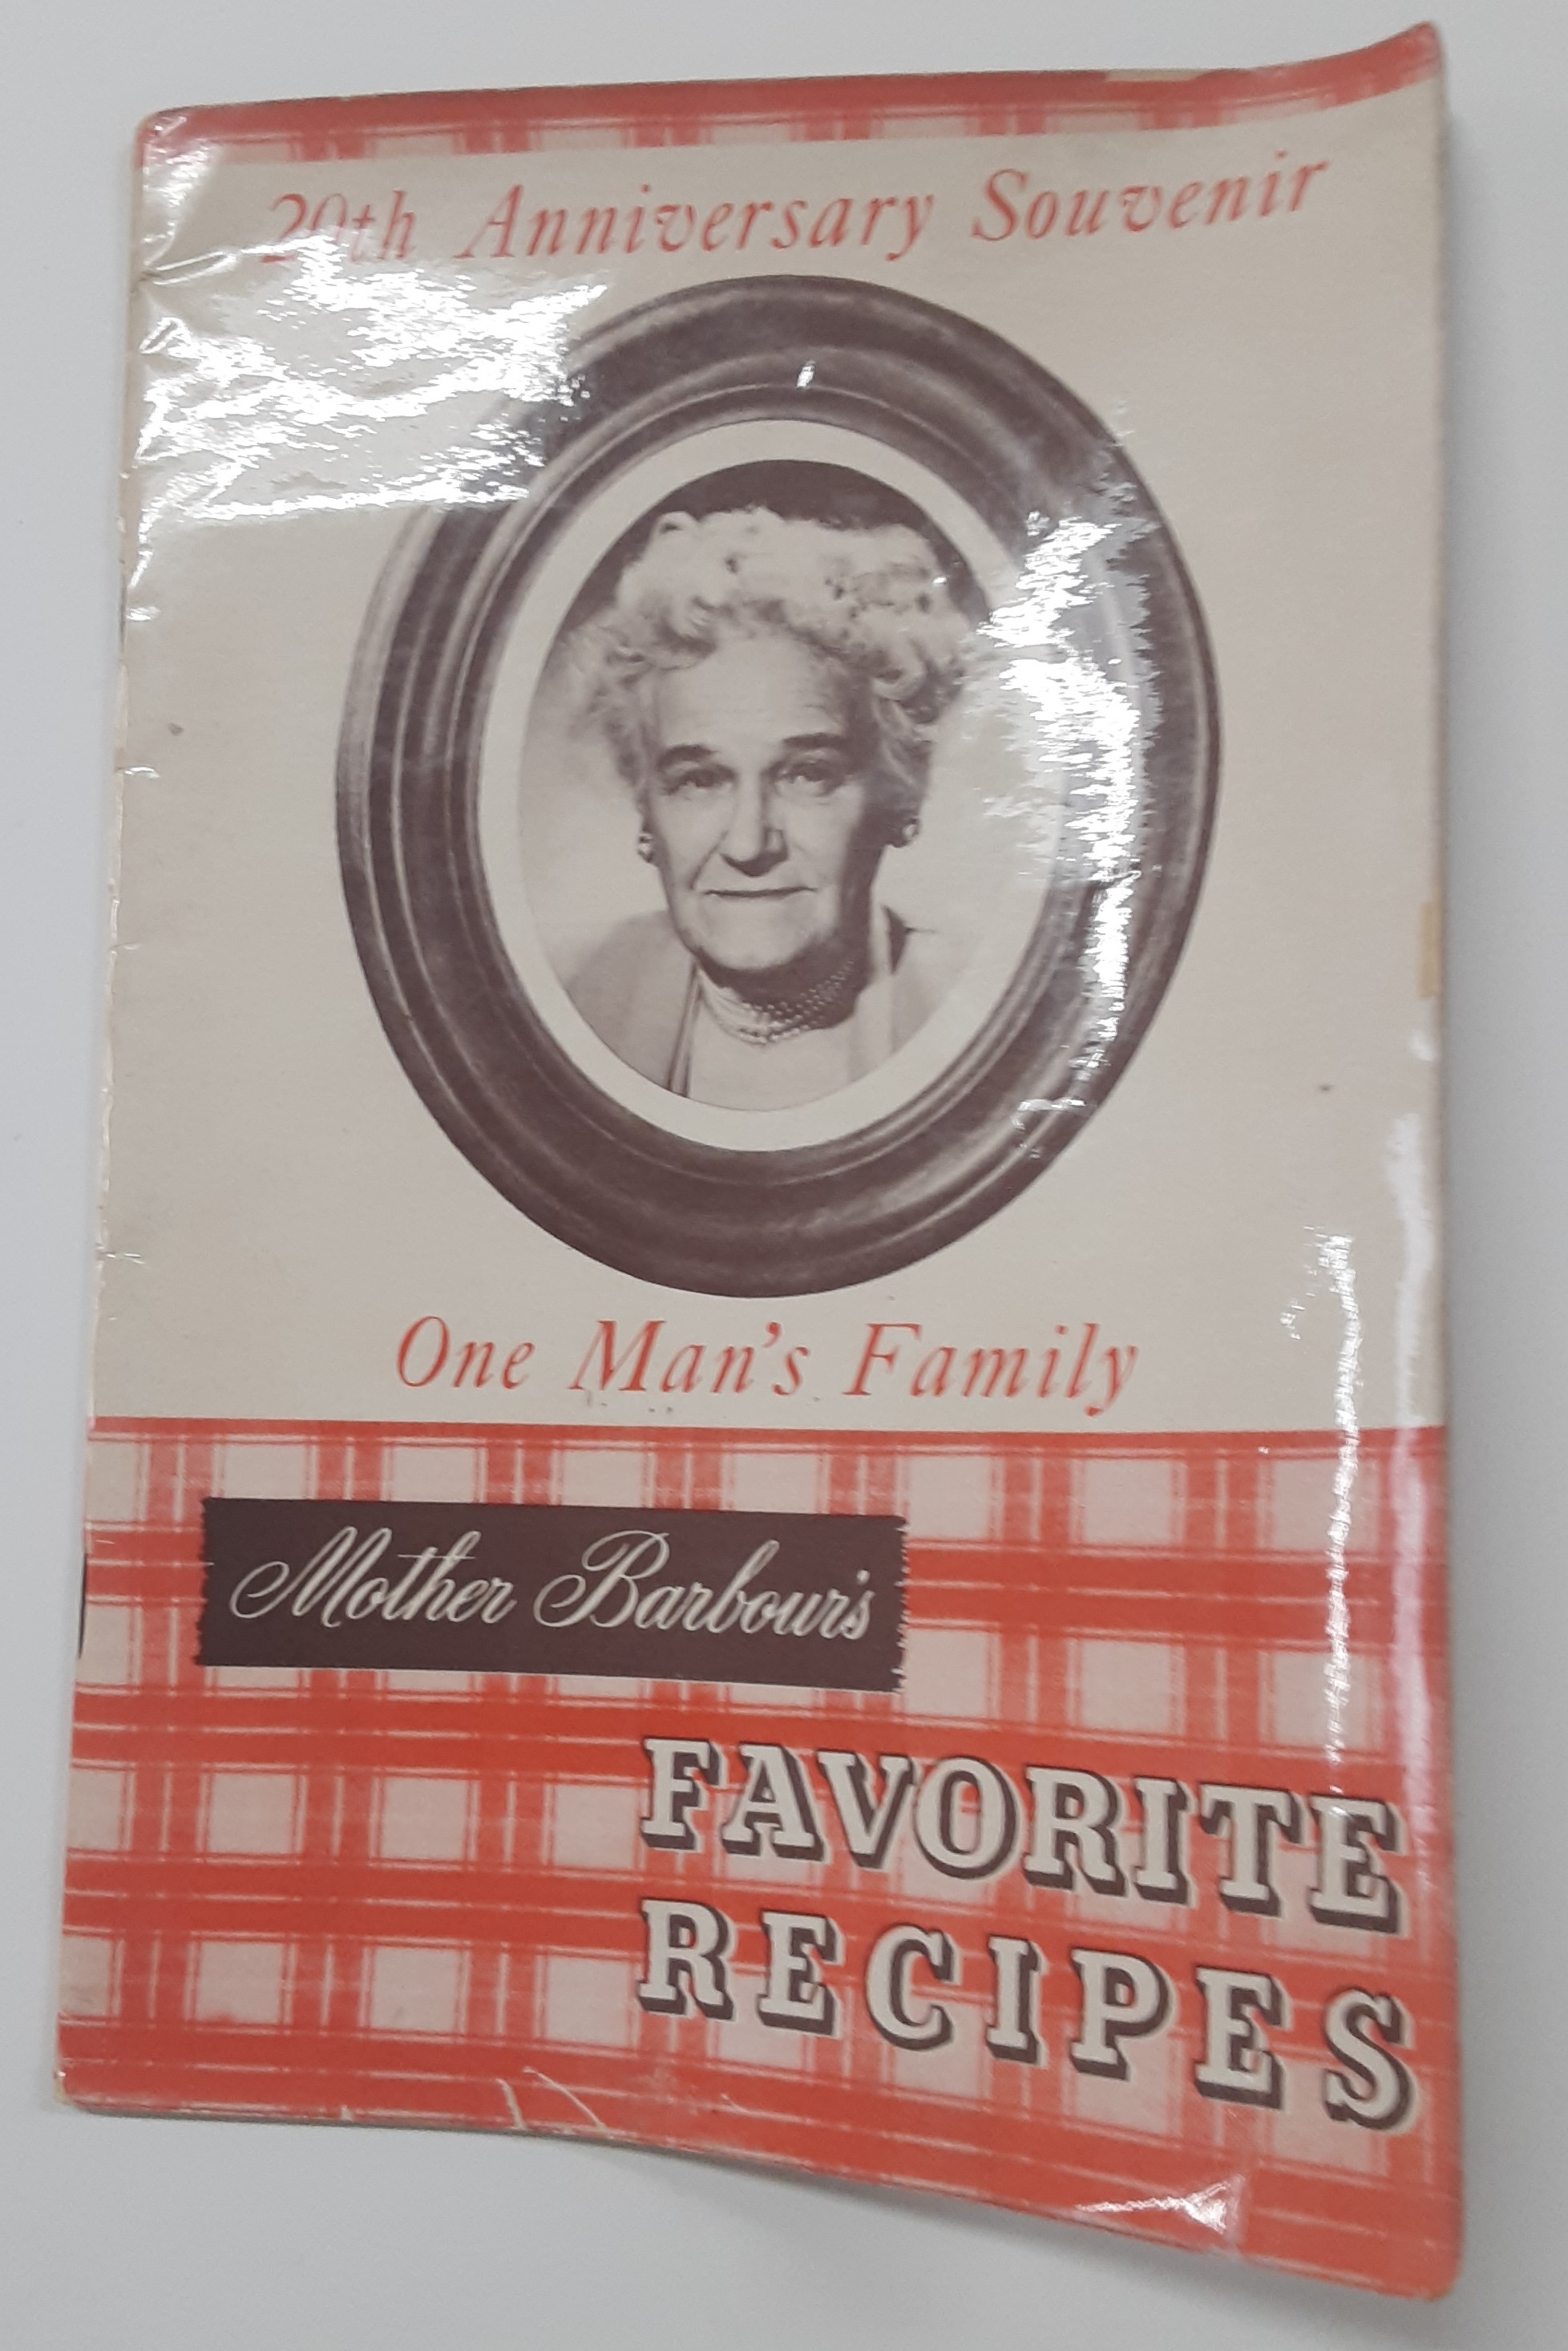 20th Anniversary Souvenir
One Man's Family
Mother Barbour's
FAVORITE
RECIPES